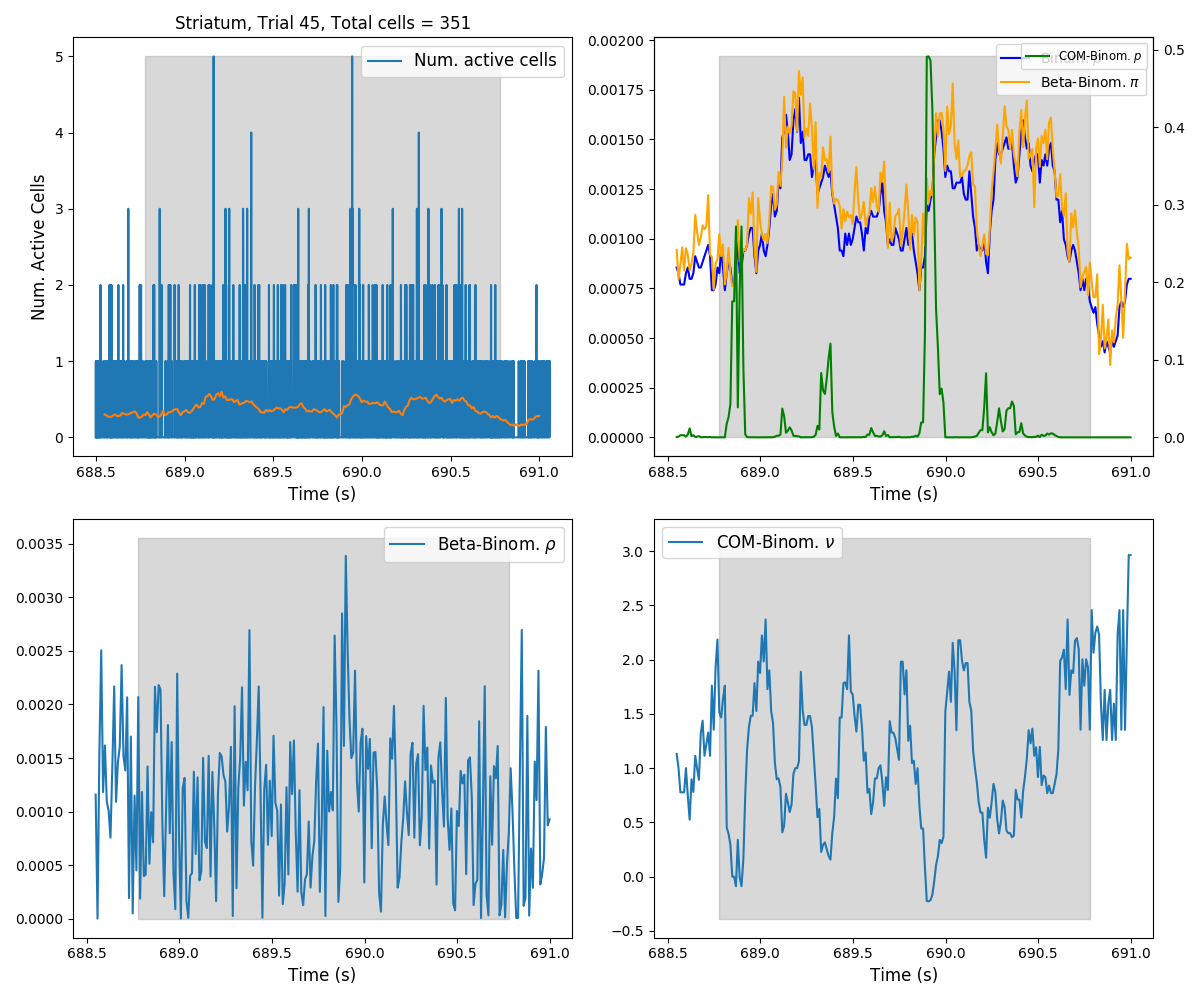 Striatum, Trial 45, Total cells = 351
Num. Active Cells
5
4
3
2
1
0
Num. active cells
688.5 689.0 689.5 690.0 690.5 691.0
Time (s)
0.00200
0.00175
0.00150
0.00125
0.00100
0.00075
0.00050
0.00025
0.00000
COM-Binom. p
Beta-Binom. π
0.5
0.4
0.3
0.2
0.1
0.0
688.5 689.0 689.5 690.0 690.5 691.0
Time (s)
0.0035
0.0030
0.0025
0.0020
0.0015
0.0010
0.0005
0.0000
Beta-Binom. ρ
688.5 689.0 689.5 690.0 690.5 691.0
Time (s)
3.0
2.5
2.0
1.5
1.0
0.5
0.0
−0.5
COM-Binom. ν
688.5 689.0 689.5 690.0 690.5 691.0
Time (s)